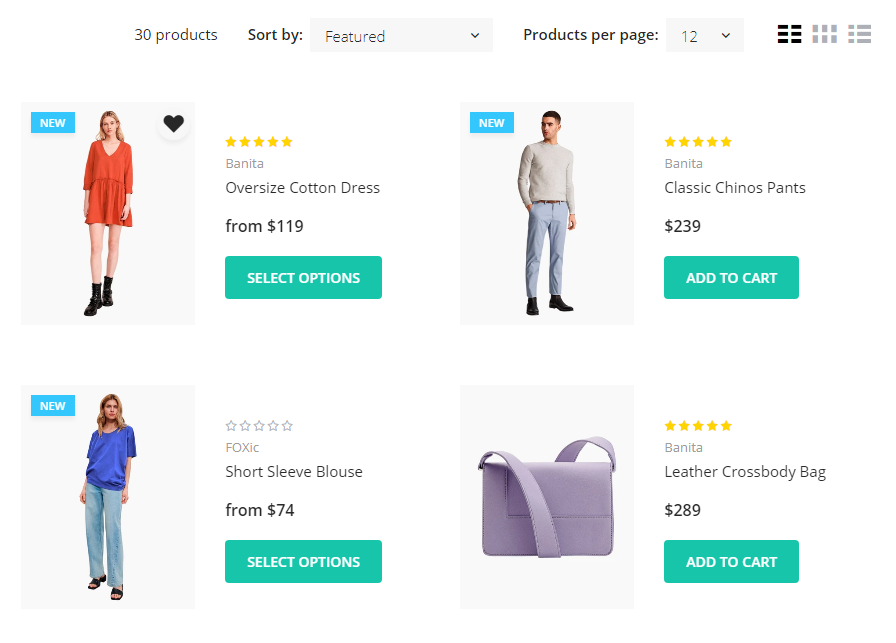 30 products Sort by: Featured Products per page: 12
NEW
Banita
Oversize Cotton Dress
from $119
SELECT OPTIONS
NEW
Banita
Classic Chinos Pants
$239
ADD TO CART
NEW
FOXic
Short Sleeve Blouse
from $74
SELECT OPTIONS
Banita
Leather Crossbody Bag
$289
ADD TO CART